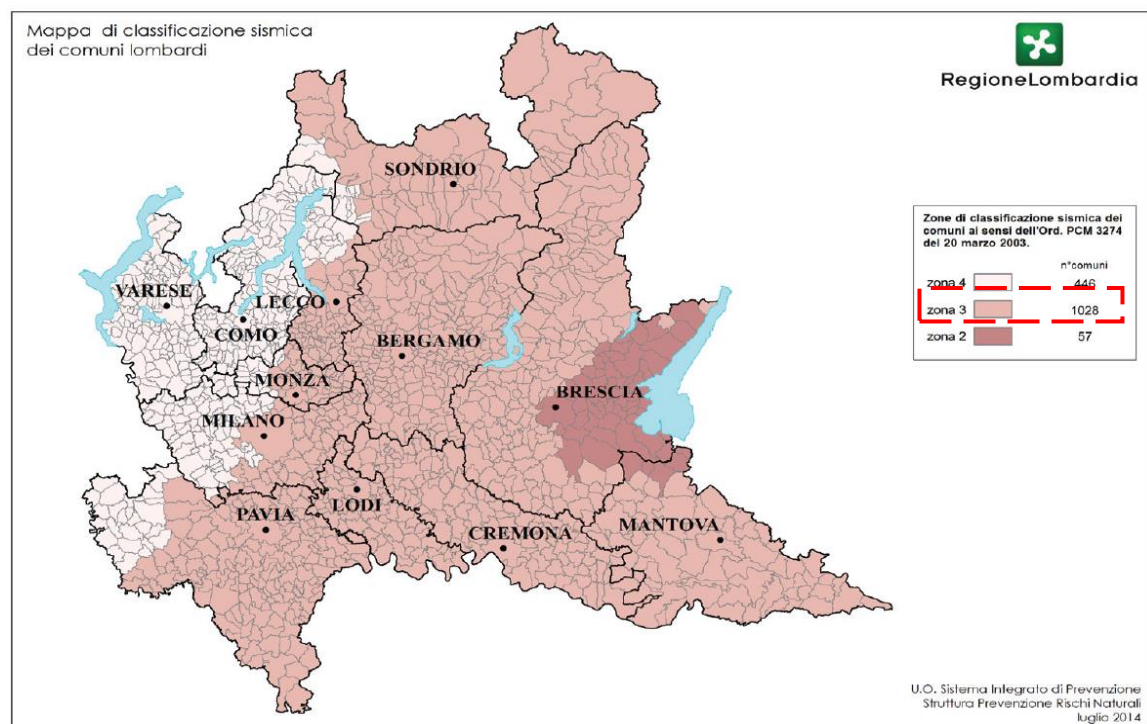 Mappa di classificazione sismica
dei comuni lombardi
RegioneLombardia
SONDRIO
VARESE
LECCO
COMO
BERGAMO
MONZA
BRESCIA
MILANO
LODI
PAVIA
CREMONA
MANTOVA
Zone di classificazione sismica dei
comuni ai sensi dell'Ord. PCM 3274
del 20 marzo 2003.
n°comuni
zona 4 446
zona 3 1028
zona 2 57
U.O. Sistema Integrato di Prevenzione
Struttura Prevenzione Rischi Naturali
luglio 2014